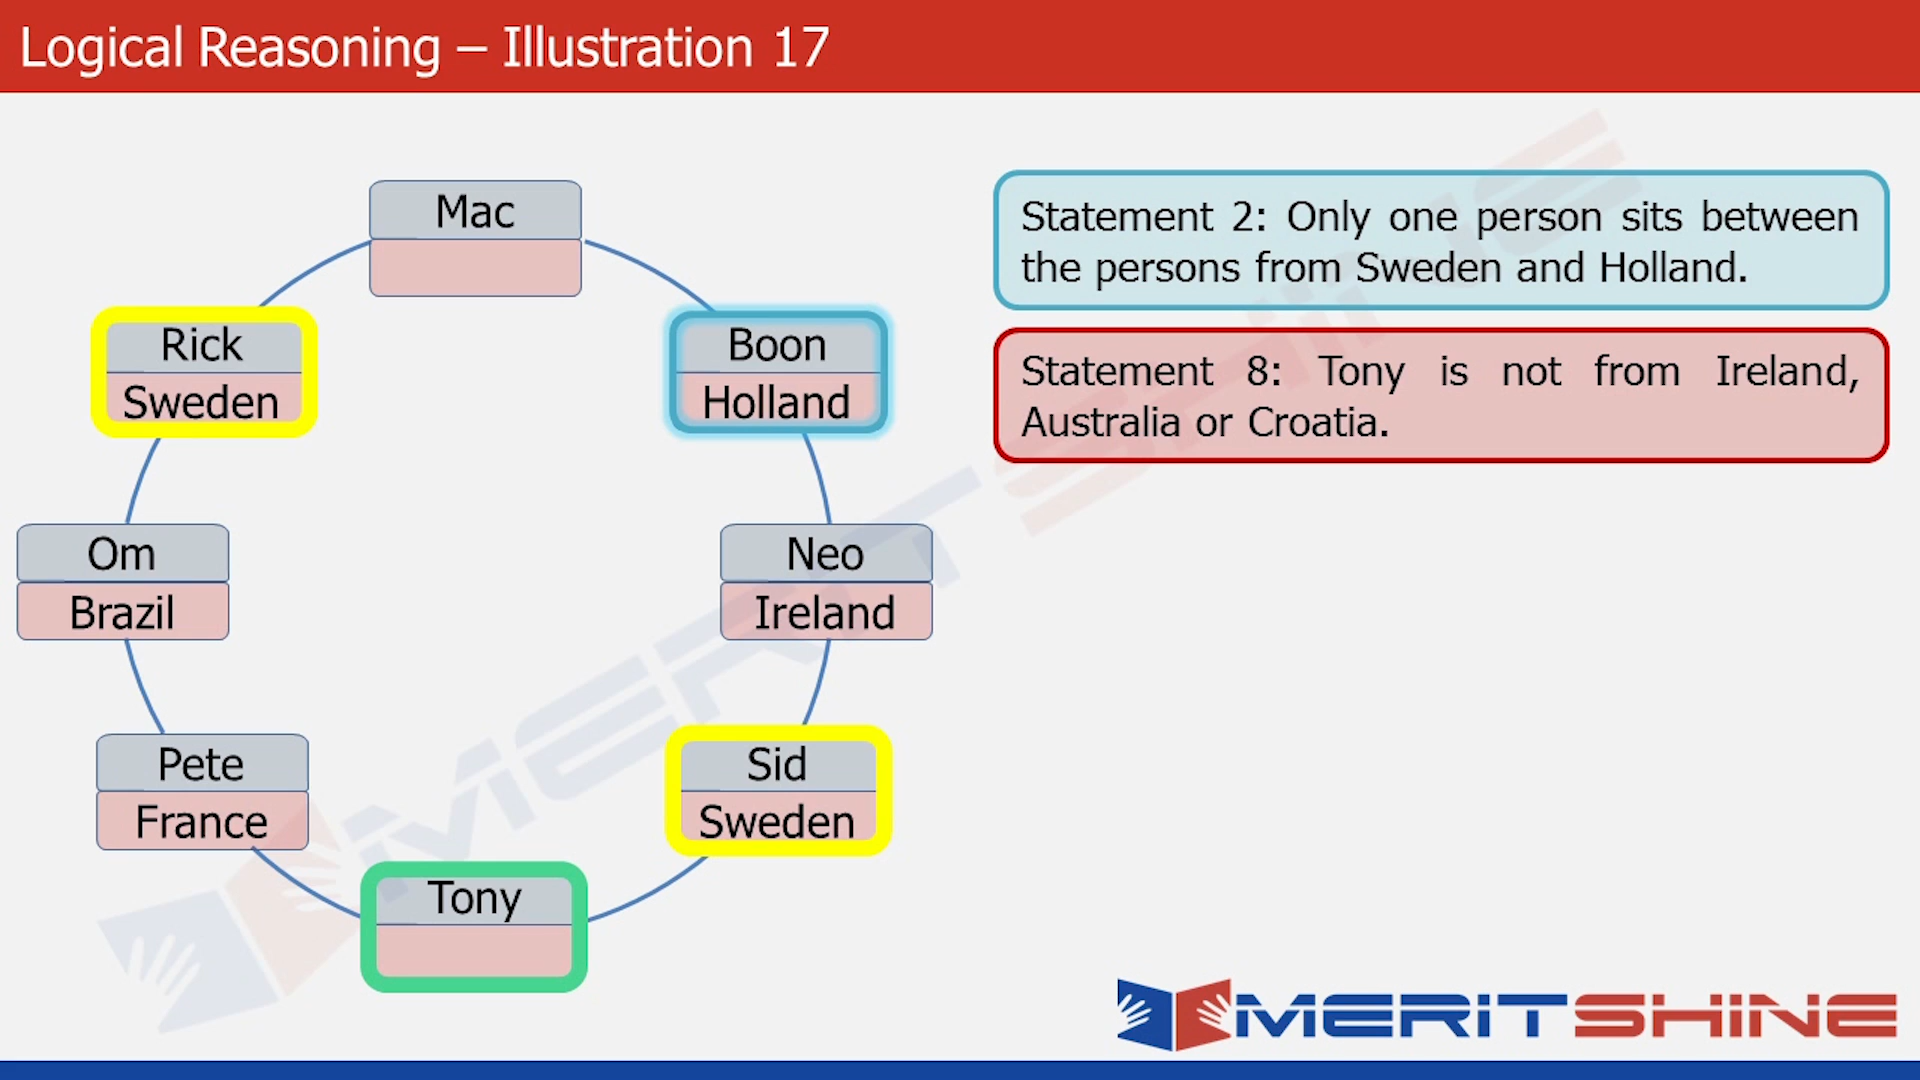 Logical Reasoning – Illustration 17
Mac
Rick
Sweden
Boon
Holland
Om
Brazil
Neo
Ireland
Pete
France
Sid
Sweden
Tony
Statement 2: Only one person sits between
the persons from Sweden and Holland.
Statement 8: Tony is not from Ireland,
Australia or Croatia.
MERITSHINE
MERITSHINE